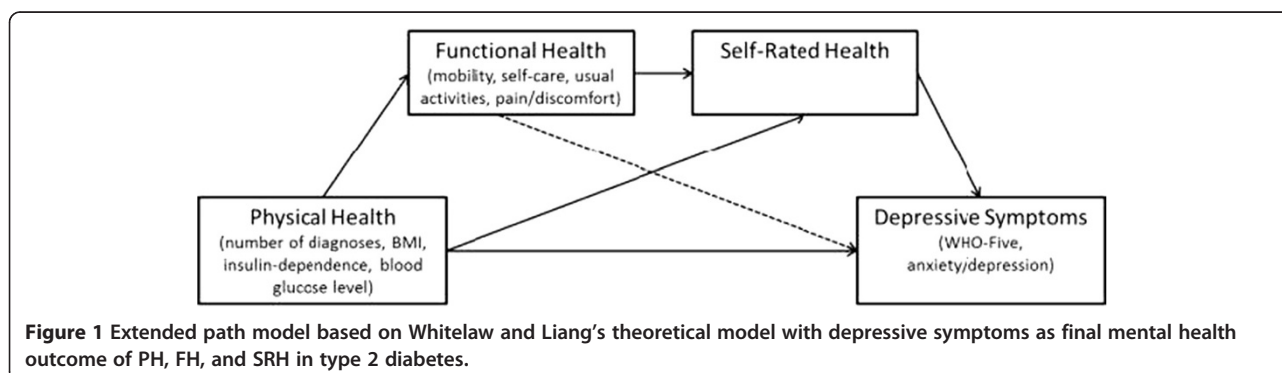 Functional Health
(mobility, self-care, usual
activities, pain/discomfort)
Self-Rated Health
Physical Health
(number of diagnoses, BMI,
insulin-dependence, blood
glucose level)
Depressive Symptoms
(WHO-Five,
anxiety/depression)
Figure 1 Extended path model based on Whitelaw and Liang's theoretical model with depressive symptoms as final mental health
outcome of PH, FH, and SRH in type 2 diabetes.